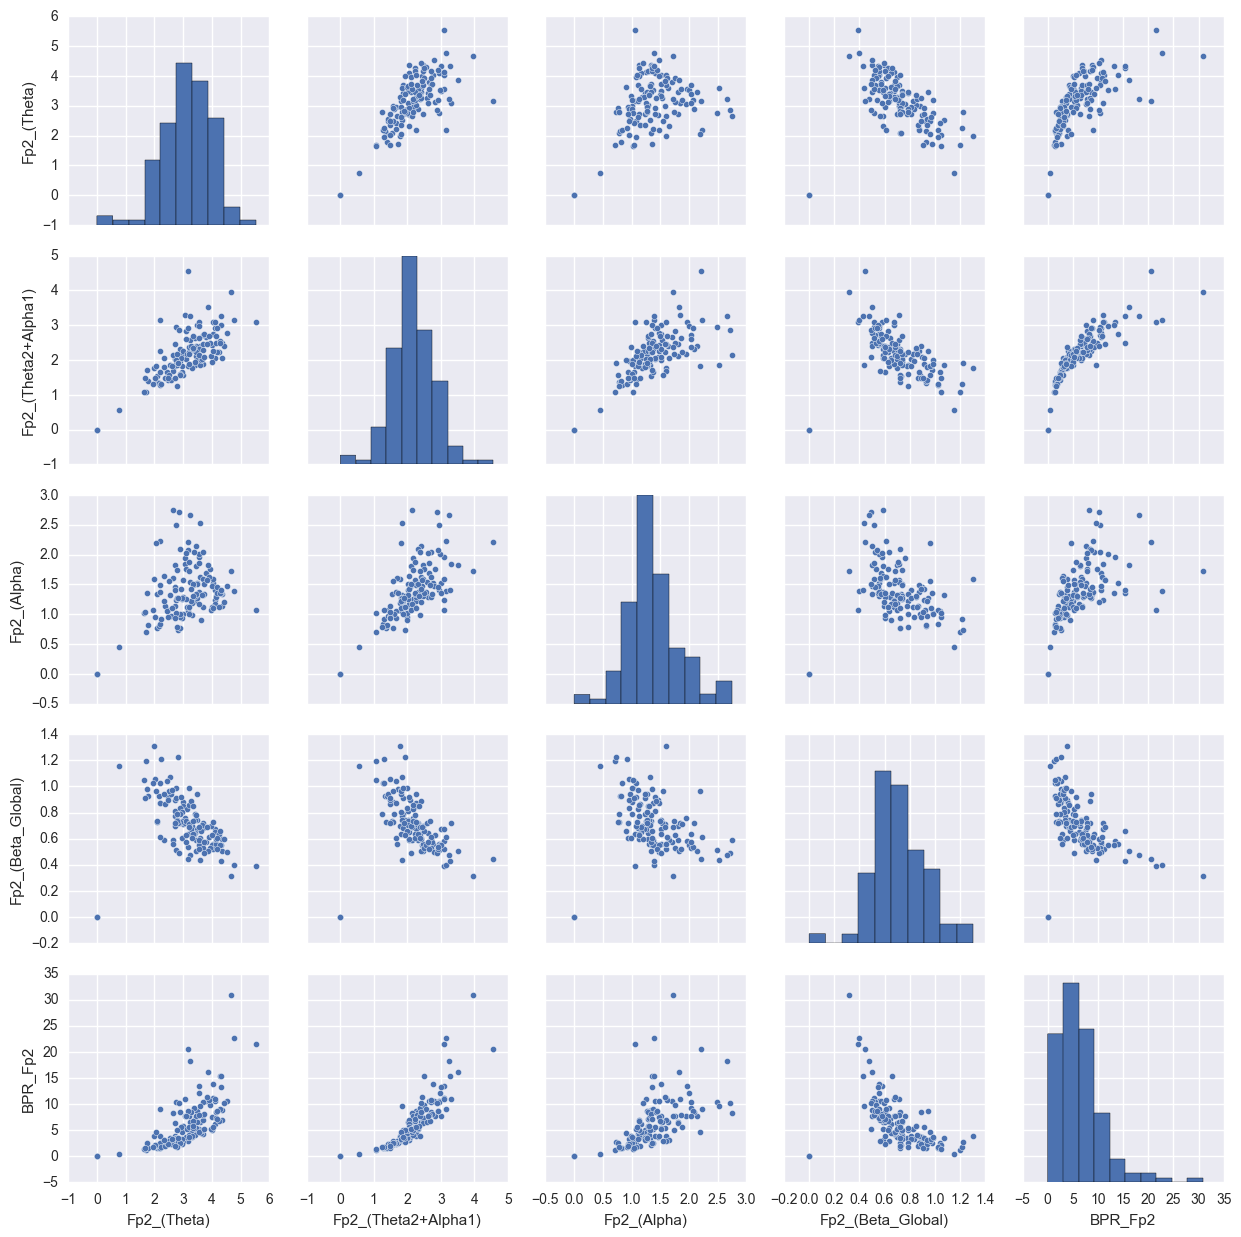 6
5
4
3
2
1
0
−1
Fp2_(Theta)
5
4
3
2
1
0
−1
Fp2_(Theta2+Alpha1)
3.0
2.5
2.0
1.5
1.0
0.5
0.0
−0.5
Fp2_(Alpha)
1.4
1.2
1.0
0.8
0.6
0.4
0.2
0.0
−0.2
Fp2_(Beta_Global)
35
30
25
20
15
10
5
0
−5
BPR_Fp2
−1 0 1 2 3 4 5 6
Fp2_(Theta)
−1 0 1 2 3 4 5
Fp2_(Theta2+Alpha1)
−0.5 0.0 0.5 1.0 1.5 2.0 2.5 3.0
Fp2_(Alpha)
−0.2 0.0 0.2 0.4 0.6 0.8 1.0 1.2 1.4
Fp2_(Beta_Global)
−5 0 5 10 15 20 25 30 35
BPR_Fp2